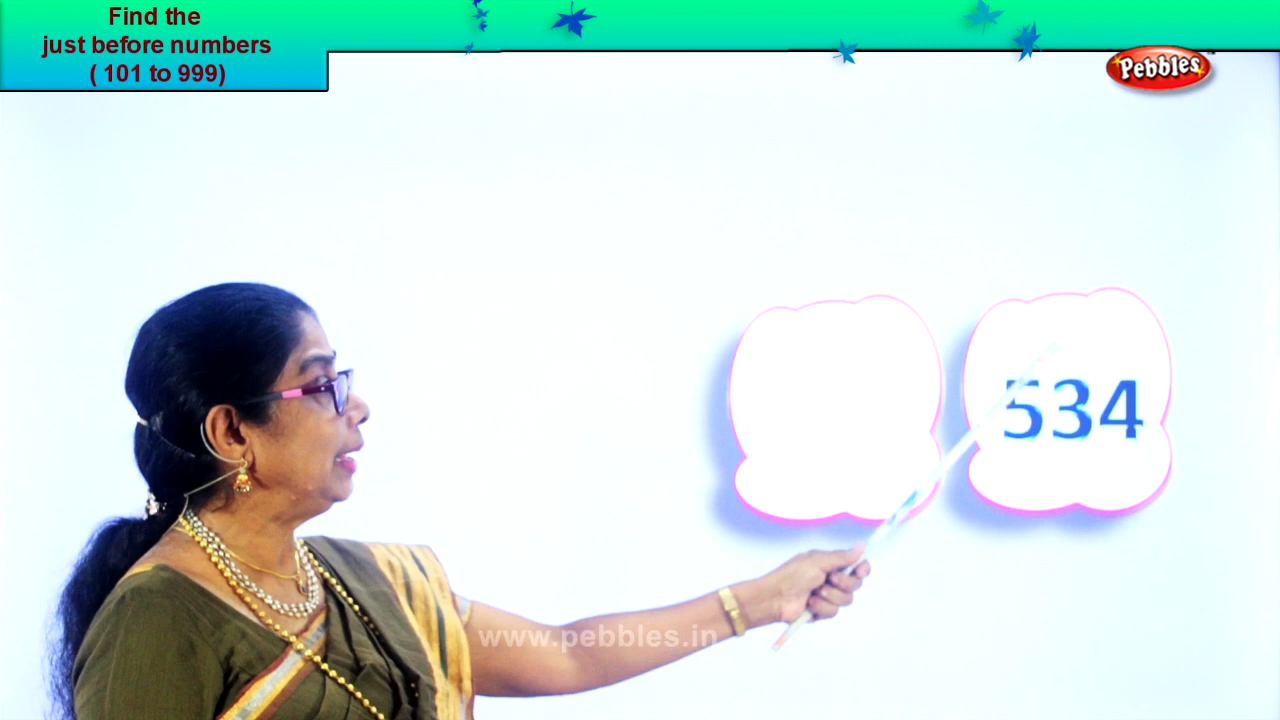 Find the
just before numbers
( 101 to 999)
Pebbles
534
www.pebbles.in